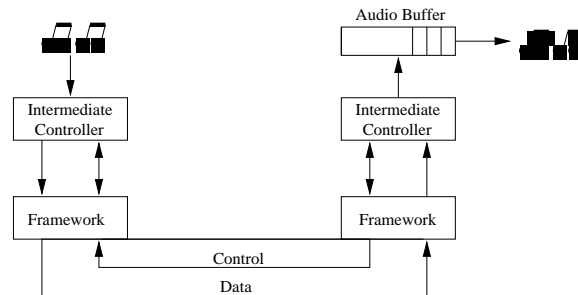 Audio Buffer
Intermediate
Controller
Intermediate
Controller
Framework
Framework
Control
Data